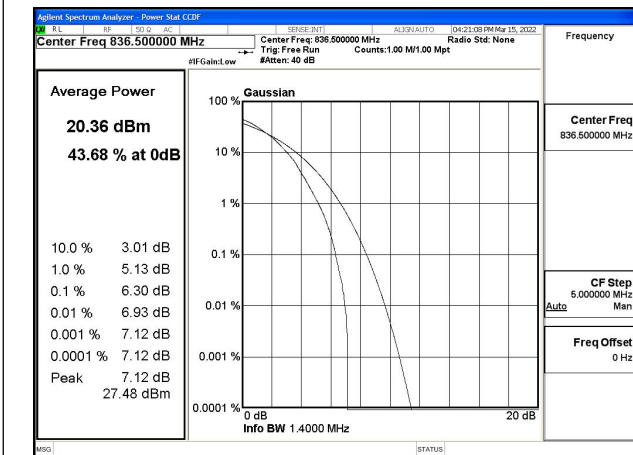 Agilent Spectrum Analyzer - Power Stat CCDF
RL RF 50 Ω AC SENSE:INT ALIGN AUTO 04:21:08 PM Mar 15, 2022
Center Freq 836.500000 MHz
Center Freq: 836.500000 MHz Radio Std: None
Trig: Free Run Counts:1.00 M/1.00 Mpt
#IFGain:Low #Atten: 40 dB
Frequency
Average Power
20.36 dBm
43.68 % at 0dB
10.0 % 3.01 dB
1.0 % 5.13 dB
0.1 % 6.30 dB
0.01 % 6.93 dB
0.001 % 7.12 dB
0.0001 % 7.12 dB
Peak 7.12 dB
27.48 dBm
Gaussian
100 %
10 %
1 %
0.1 %
0.01 %
0.001 %
0.0001 %
0 dB 20 dB
Info BW 1.4000 MHz
Center Freq
836.500000 MHz
CF Step
5.000000 MHz
Auto Man
Freq Offset
0 Hz
MSG STATUS